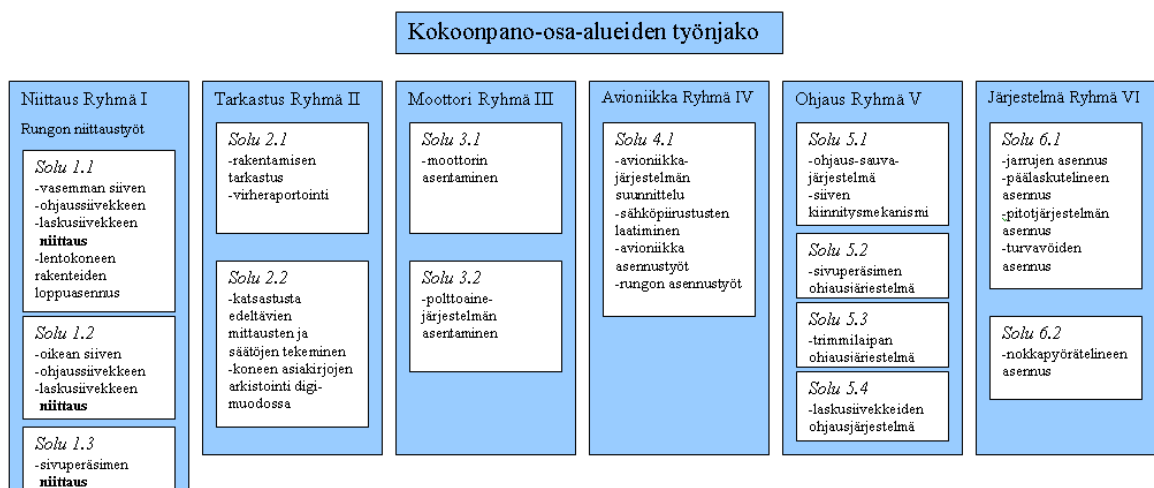 Kokoonpano-osa-alueiden työnjako
Niittaus Ryhmä I
Rungon niittaustyöt
Solu 1.1
-vasemman siiven
-ohjaussiivekkeen
-laskusiivekkeen
niittaus
-lentokoneen
rakenteiden
loppuasennus
Solu 1.2
-oikean siiven
-ohjaussiivekkeen
-laskusiivekkeen
niittaus
Solu 1.3
-sivuperäsimen
niittaus
Tarkastus Ryhmä II
Solu 2.1
-rakentamisen
tarkastus
-virheraportointi
Solu 2.2
-katsastusta
edeltävien
mittausten ja
säätöjen tekeminen
-koneen asiakirjojen
arkistointi digi-
muodossa
Moottori Ryhmä III
Solu 3.1
-moottorin
asentaminen
Solu 3.2
-polttoaine-
järjestelmän
asentaminen
Avioniikka Ryhmä IV
Solu 4.1
-avioniikka-
järjestelmän
suunnittelu
-sähköpiirustusten
laatiminen
-avioniikka
asennustyöt
-rungon asennustyöt
Ohjaus Ryhmä V
Solu 5.1
-ohjaus-sauva-
järjestelmä
-siiven
kiinnitysmekanismi
Solu 5.2
-sivuperäsimen
ohjausjärjestelmä
Solu 5.3
-trimmilaipan
ohjausjärjestelmä
Solu 5.4
-laskusiivekkeiden
ohjausjärjestelmä
Järjestelmä Ryhmä VI
Solu 6.1
-jarrujen asennus
-päälaskutelineen
asennus
-pitotjärjestelmän
asennus
-turvavöiden
asennus
Solu 6.2
-nokkapyörätelineen
asennus